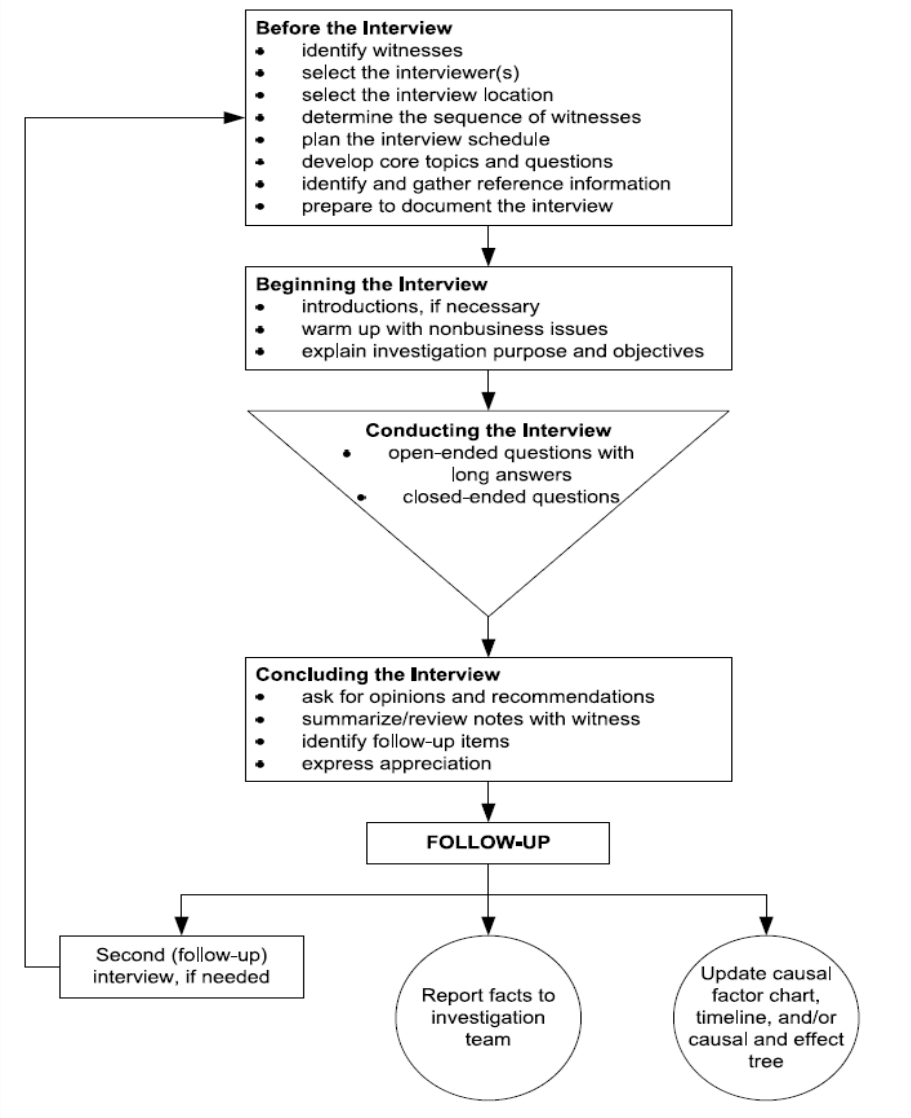 Before the Interview
• identify witnesses
• select the interviewer(s)
• select the interview location
• determine the sequence of witnesses
• plan the interview schedule
• develop core topics and questions
• identify and gather reference information
• prepare to document the interview
Beginning the Interview
• introductions, if necessary
• warm up with nonbusiness issues
• explain investigation purpose and objectives
Conducting the Interview
• open-ended questions with
long answers
• closed-ended questions
Concluding the Interview
• ask for opinions and recommendations
• summarize/review notes with witness
• identify follow-up items
• express appreciation
FOLLOW-UP
Second (follow-up)
interview, if needed
Report facts to
investigation
team
Update causal
factor chart,
timeline, and/or
causal and effect
tree